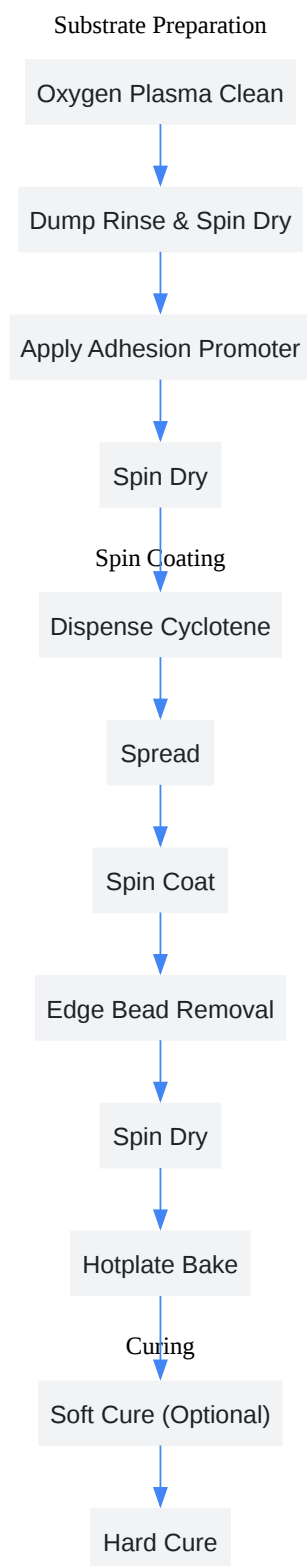 Substrate Preparation
Oxygen Plasma Clean
Dump Rinse & Spin Dry
Apply Adhesion Promoter
Spin Dry
Spin Coating
Dispense Cyclotene
Spread
Spin Coat
Edge Bead Removal
Spin Dry
Hotplate Bake
Curing
Soft Cure (Optional)
Hard Cure